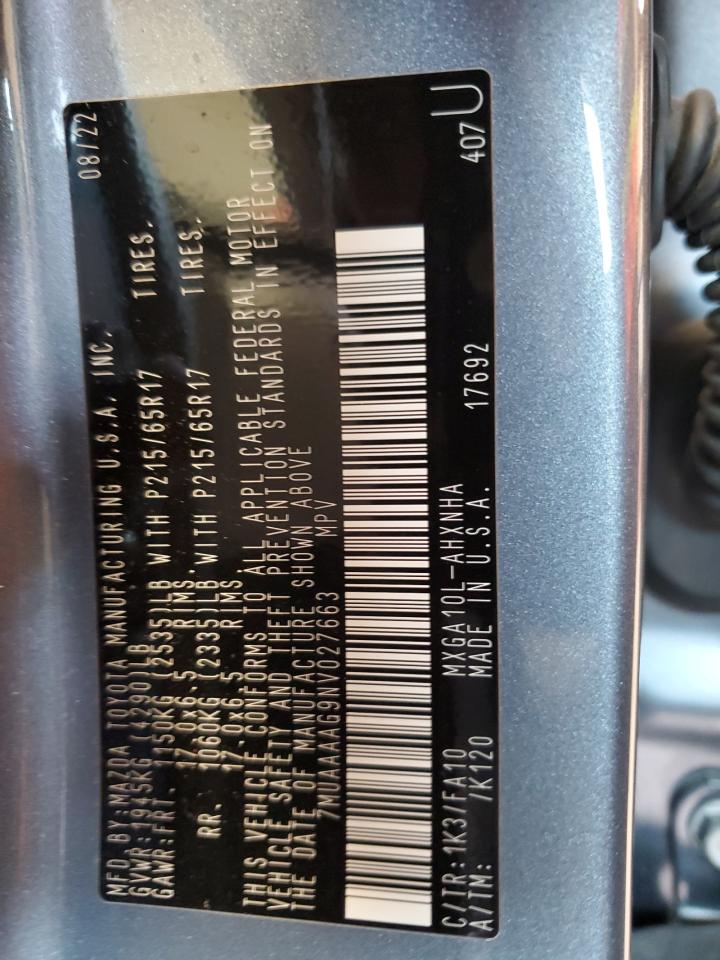 MFD.BY:MAZDA TOYOTA MANUFACTURING U.S.A. INC. 08/22
GVWR:1945KG (4290)LB
GAWR:FRT. 1150KG (2535)LB WITH P215/65R17 TIRES.
17.0X6.5 RIMS.
RR. 1060KG (2335)LB WITH P215/65R17 TIRES.
17.0X6.5 RIMS
THIS VEHICLE CONFORMS TO ALL APPLICABLE FEDERAL MOTOR
VEHICLE SAFETY AND THEFT PREVENTION STANDARDS IN EFFECT ON
THE DATE OF MANUFACTURE SHOWN ABOVE
7MUAAAAG9NV027663 MPV
C/TR:1K3/FA10 MXGA10L-AHXNHA 407 U
A/TM: /K120 MADE IN U.S.A. 17692